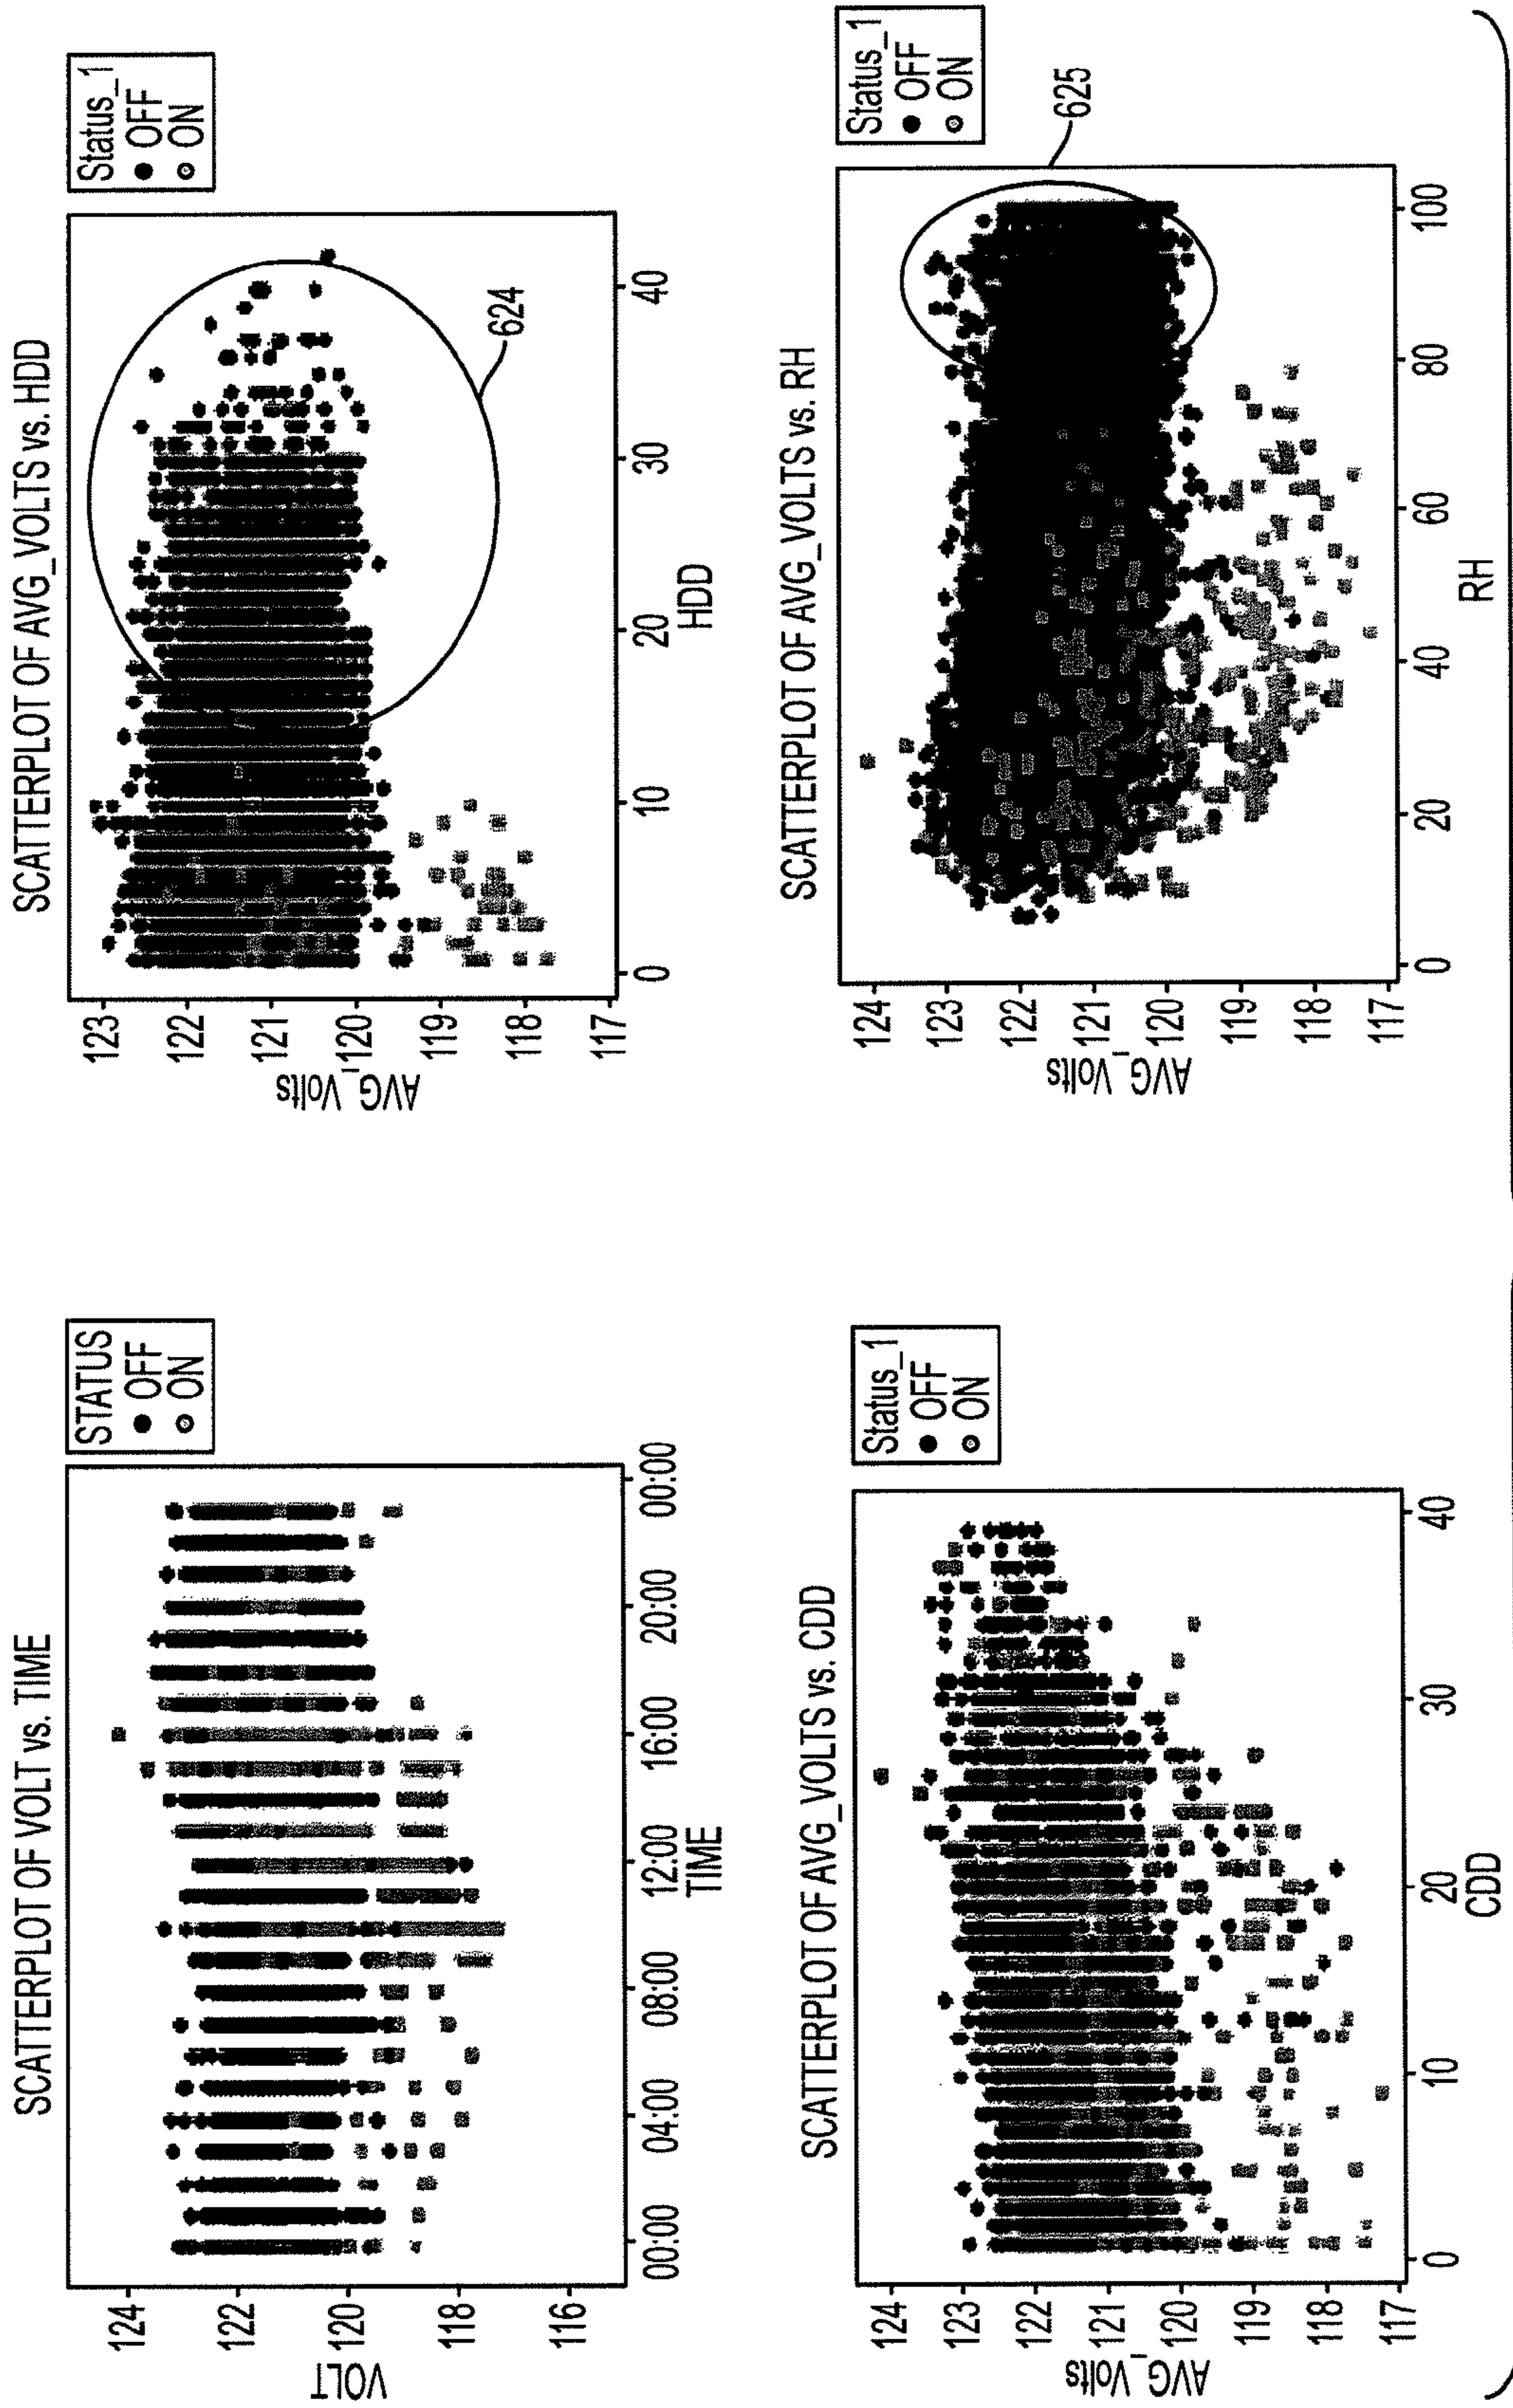 SCATTERPLOT OF VOLT vs. TIME
STATUS
OFF
ON
VOLT
124
122
120
118
116
00:00
04:00
08:00
12:00
16:00
20:00
00:00
TIME
SCATTERPLOT OF AVG_VOLTS vs. HDD
Status_1
OFF
ON
AVG_Volts
123
122
121
120
119
118
117
0
10
20
30
40
HDD
624
SCATTERPLOT OF AVG_VOLTS vs. CDD
Status_1
OFF
ON
AVG_Volts
124
123
122
121
120
119
118
117
0
10
20
30
40
CDD
SCATTERPLOT OF AVG_VOLTS vs. RH
Status_1
OFF
ON
AVG_Volts
124
123
122
121
120
119
118
117
0
20
40
60
80
100
RH
625